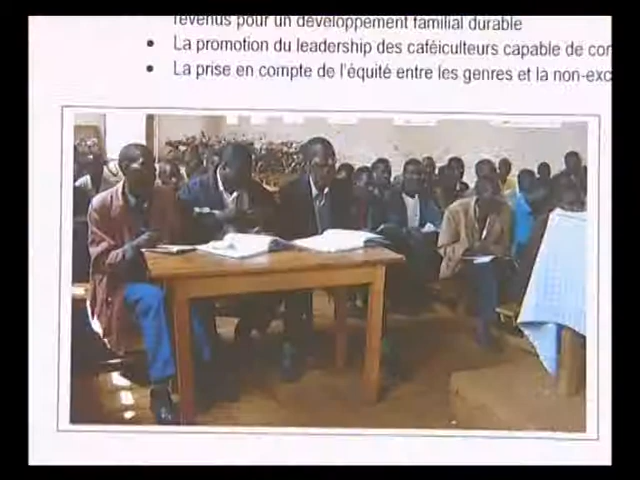 revenus pour un développement familial durable
• La promotion du leadership des caféiculteurs capable de
• La prise en compte de l'équité entre les genres et la